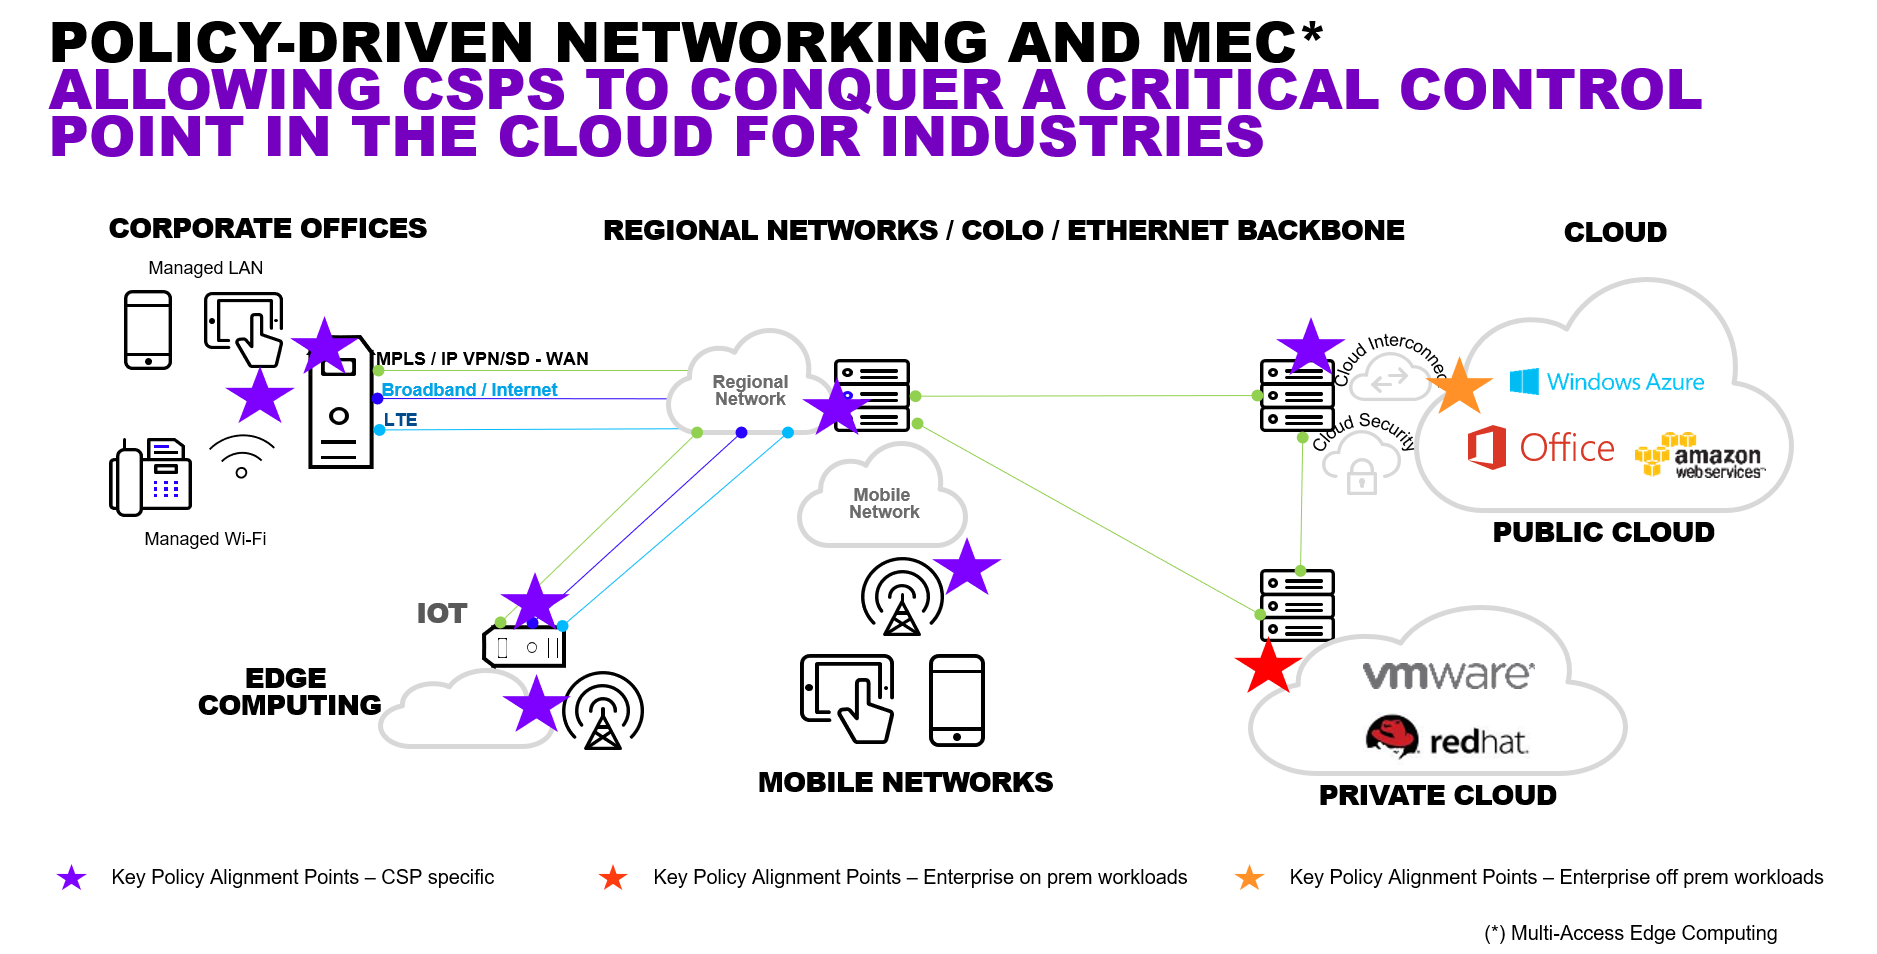 POLICY-DRIVEN NETWORKING AND MEC*
ALLOWING CSPS TO CONQUER A CRITICAL CONTROL
POINT IN THE CLOUD FOR INDUSTRIES
CORPORATE OFFICES
REGIONAL NETWORKS / COLO / ETHERNET BACKBONE
CLOUD
Managed LAN
MPLS / IP VPN/SD - WAN
Broadband / Internet
LTE
Managed Wi-Fi
Regional
Network
Mobile
Network
Cloud Interconnec
Cloud Security
Windows Azure
Office
amazon
webservices™
PUBLIC CLOUD
IOT
EDGE
COMPUTING
MOBILE NETWORKS
vmware®
redhat.
PRIVATE CLOUD
Key Policy Alignment Points – CSP specific
Key Policy Alignment Points – Enterprise on prem workloads
Key Policy Alignment Points – Enterprise off prem workloads
(*) Multi-Access Edge Computing